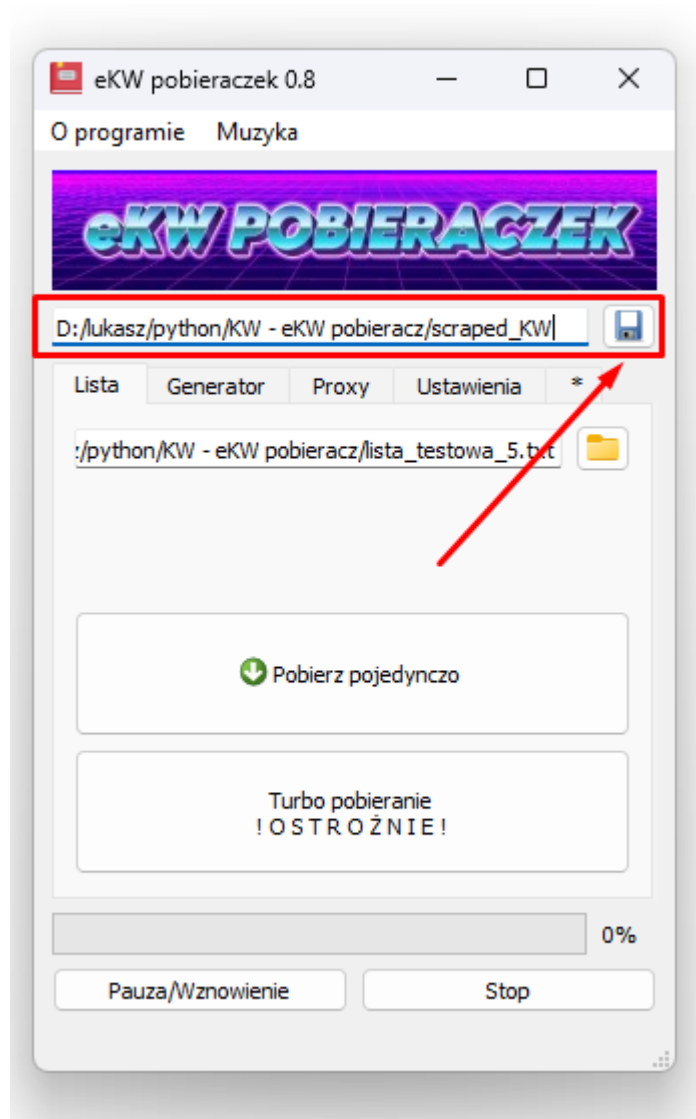 eKW pobieraczek 0.8
O programie Muzyka
eKW POBIERACZEK
D:/lukasz/python/KW - eKW pobieracz/scraped_KW
Lista Generator Proxy Ustawienia *
:/python/KW - eKW pobieracz/lista_testowa_5.txt
Pobierz pojedynczo
Turbo pobieranie
! O S T R O Ż N I E !
0%
Pauza/Wznowienie Stop